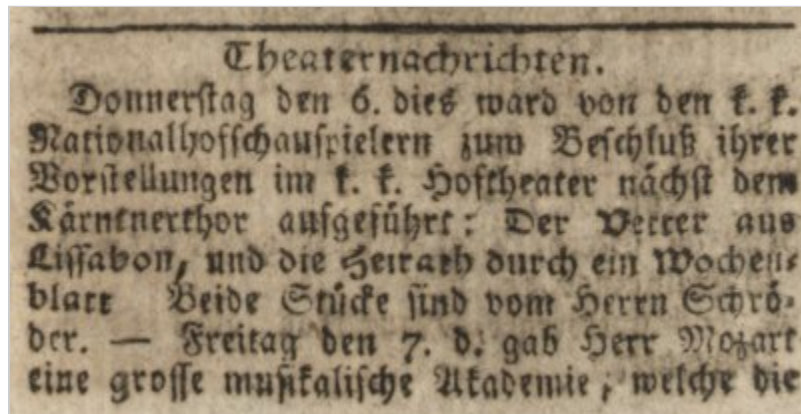 Theaternachrichten.
Donnerstag den 6. dies ward von den k. k.
Nationalhofschauspielern zum Beschluß ihrer
Vorstellungen im k. k. Hoftheater nächst dem
Kärntnerthor aufgeführt: Der Vetter aus
Lissabon, und die Heirath durch ein Wochen-
blatt Beide Stücke sind vom Herrn Schrö-
der. — Freitag den 7. d. gab Herr Mozart
eine grosse musikalische Akademie, welche die